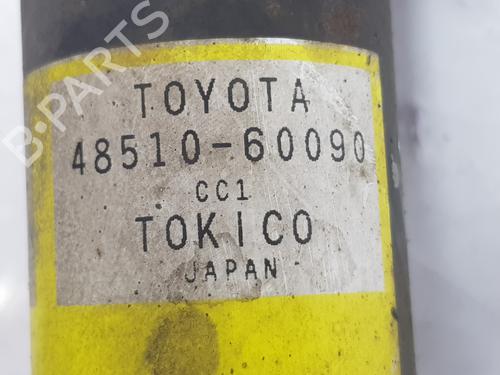 TOYOTA
48510-60090
CC1
TOKICO
JAPAN
B-PARTS